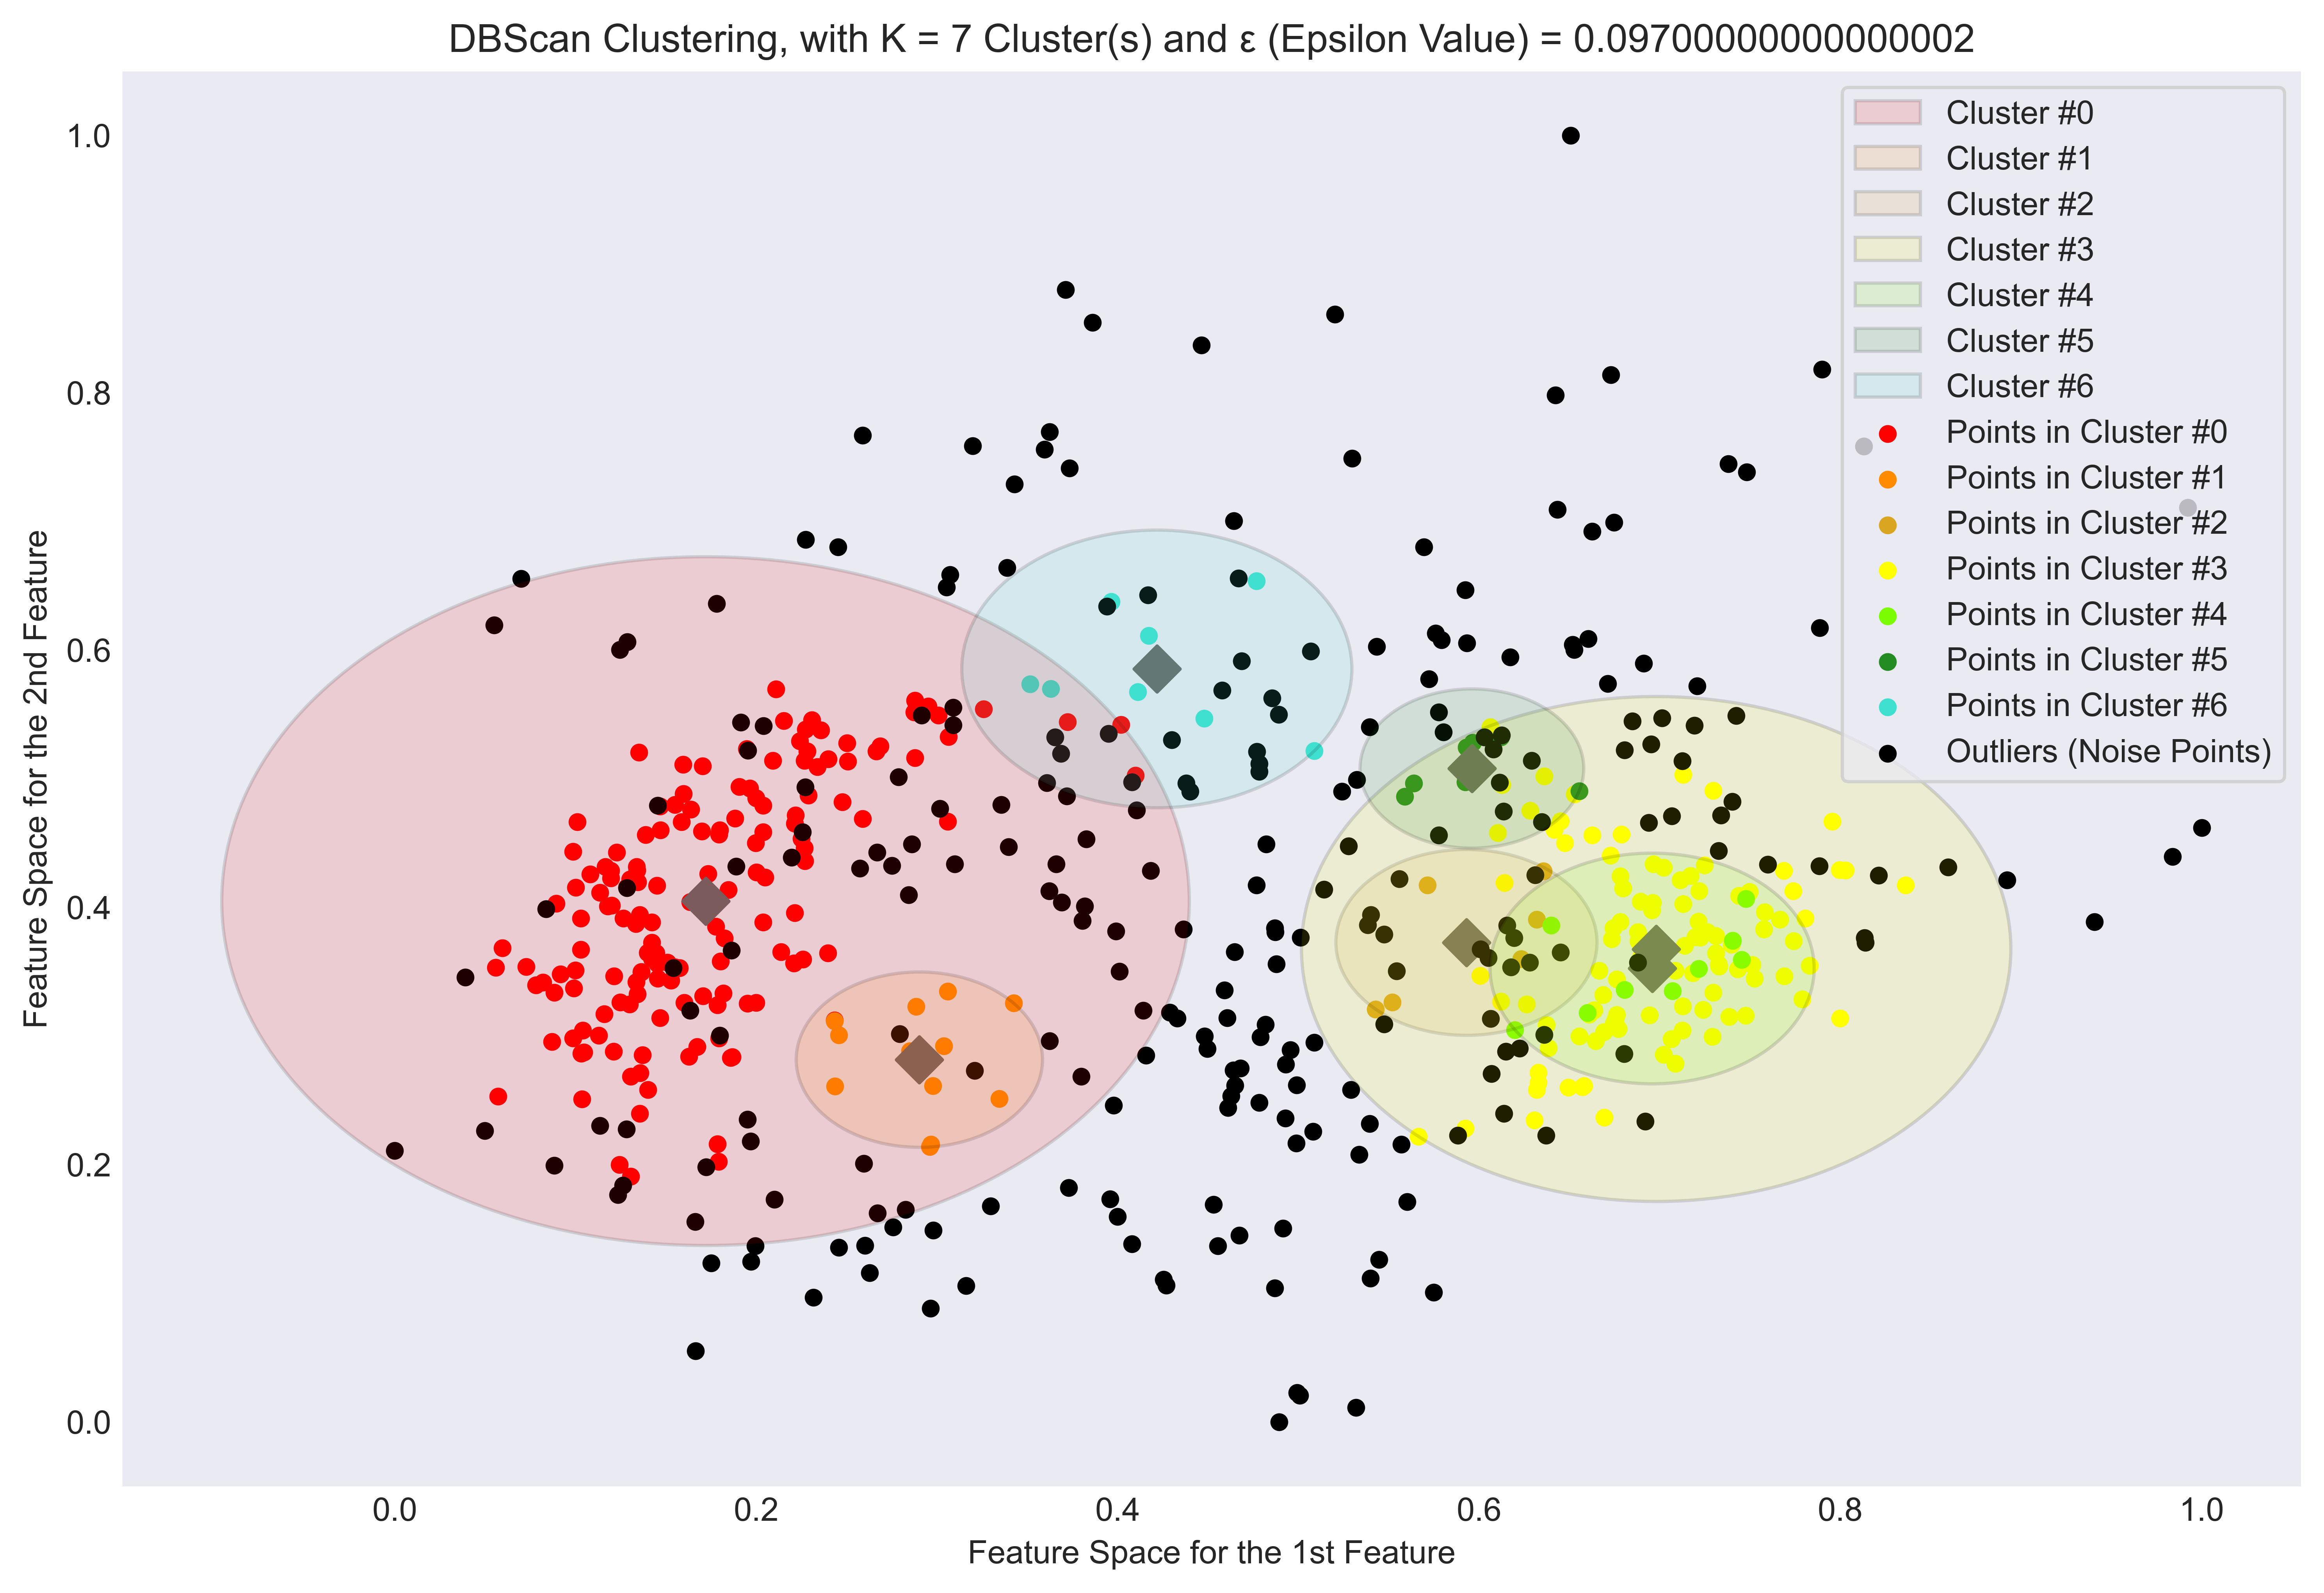 DBScan Clustering, with K = 7 Cluster(s) and ε (Epsilon Value) = 0.09700000000000002
Cluster #0
Cluster #1
Cluster #2
Cluster #3
Cluster #4
Cluster #5
Cluster #6
Points in Cluster #0
Points in Cluster #1
Points in Cluster #2
Points in Cluster #3
Points in Cluster #4
Points in Cluster #5
Points in Cluster #6
Outliers (Noise Points)
Feature Space for the 2nd Feature
1.0
0.8
0.6
0.4
0.2
0.0
0.0
0.2
0.4
0.6
0.8
1.0
Feature Space for the 1st Feature